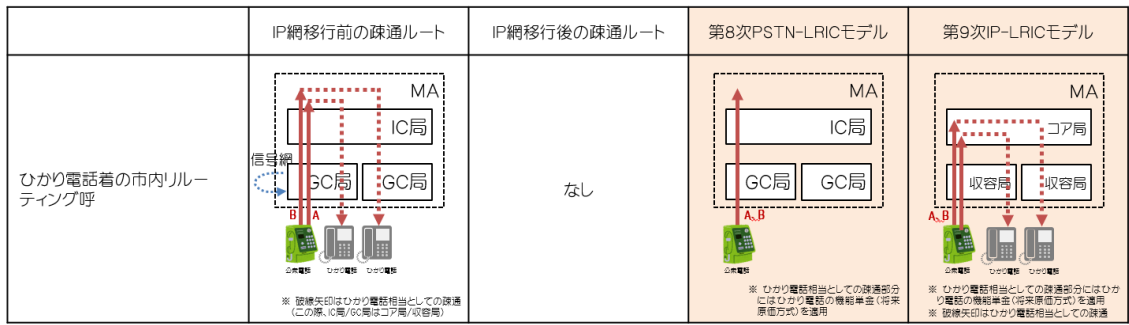 IP網移行前の疎通ルート
IP網移行後の疎通ルート
第8次PSTN-LRICモデル
第9次IP-LRICモデル
ひかり電話着の市内リルー
ティング呼
MA
IC局
信号網
GC局
GC局
B
A
公衆電話
ひかり電話
ひかり電話
※ 破線矢印はひかり電話相当としての疎通
(この際、IC局/GC局はコア局/収容局)
なし
MA
IC局
GC局
GC局
A、B
公衆電話
※ ひかり電話相当としての疎通部分
にはひかり電話の機能単金(将来
原価方式)を適用
MA
コア局
収容局
収容局
A、B
公衆電話
ひかり電話
ひかり電話
※ ひかり電話相当としての疎通部分にはひか
り電話の機能単金(将来原価方式)を適用
※ 破線矢印はひかり電話相当としての疎通